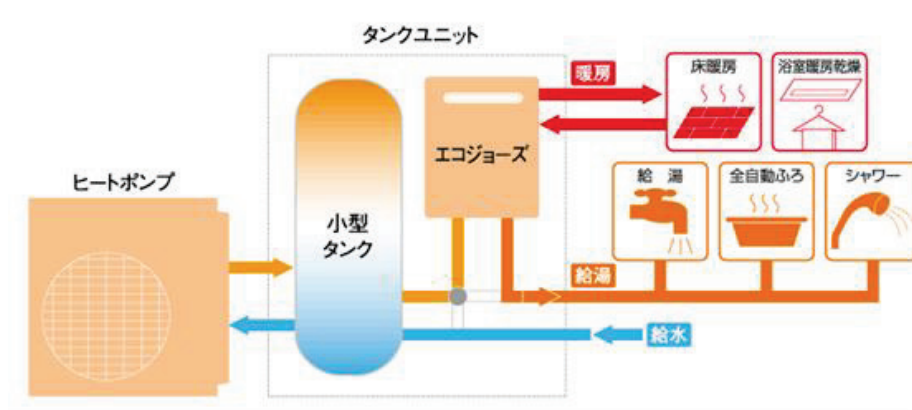 タンクユニット
暖房
床暖房
浴室暖房乾燥
エコジョーズ
ヒートポンプ
小型
タンク
給 湯
全自動ふろ
シャワー
給湯
給水